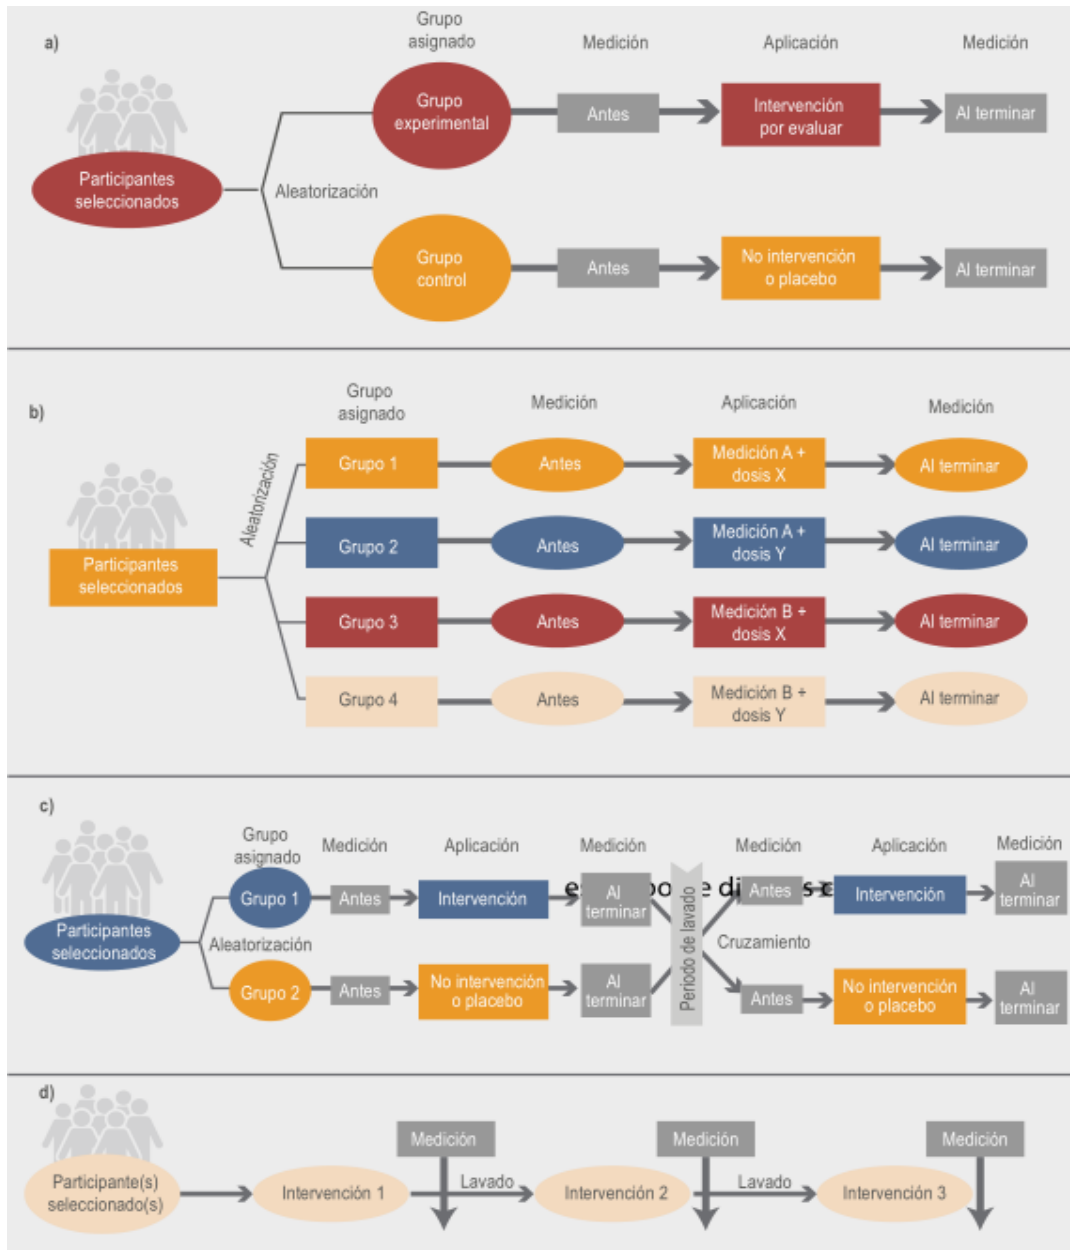 a)
Grupo
asignado
Medición
Aplicación
Medición
Participantes
seleccionados
Aleatorización
Grupo
experimental
Antes
Intervención
por evaluar
Al terminar
Grupo
control
Antes
No intervención
o placebo
Al terminar
b)
Grupo
asignado
Medición
Aplicación
Medición
Participantes
seleccionados
Aleatorización
Grupo 1
Antes
Medición A +
dosis X
Al terminar
Grupo 2
Antes
Medición A +
dosis Y
Al terminar
Grupo 3
Antes
Medición B +
dosis X
Al terminar
Grupo 4
Antes
Medición B +
dosis Y
Al terminar
c)
Grupo
asignado
Medición
Aplicación
Medición
Medición
Aplicación
Medición
Participantes
seleccionados
Aleatorización
Grupo 1
Antes
Intervención
Al
terminar
Periodo de lavado
Antes
Intervención
Al
terminar
Cruzamiento
Grupo 2
Antes
No intervención
o placebo
Al
terminar
Antes
No intervención
o placebo
Al
terminar
d)
Medición
Medición
Medición
Participante(s)
seleccionado(s)
Intervención 1
Lavado
Intervención 2
Lavado
Intervención 3